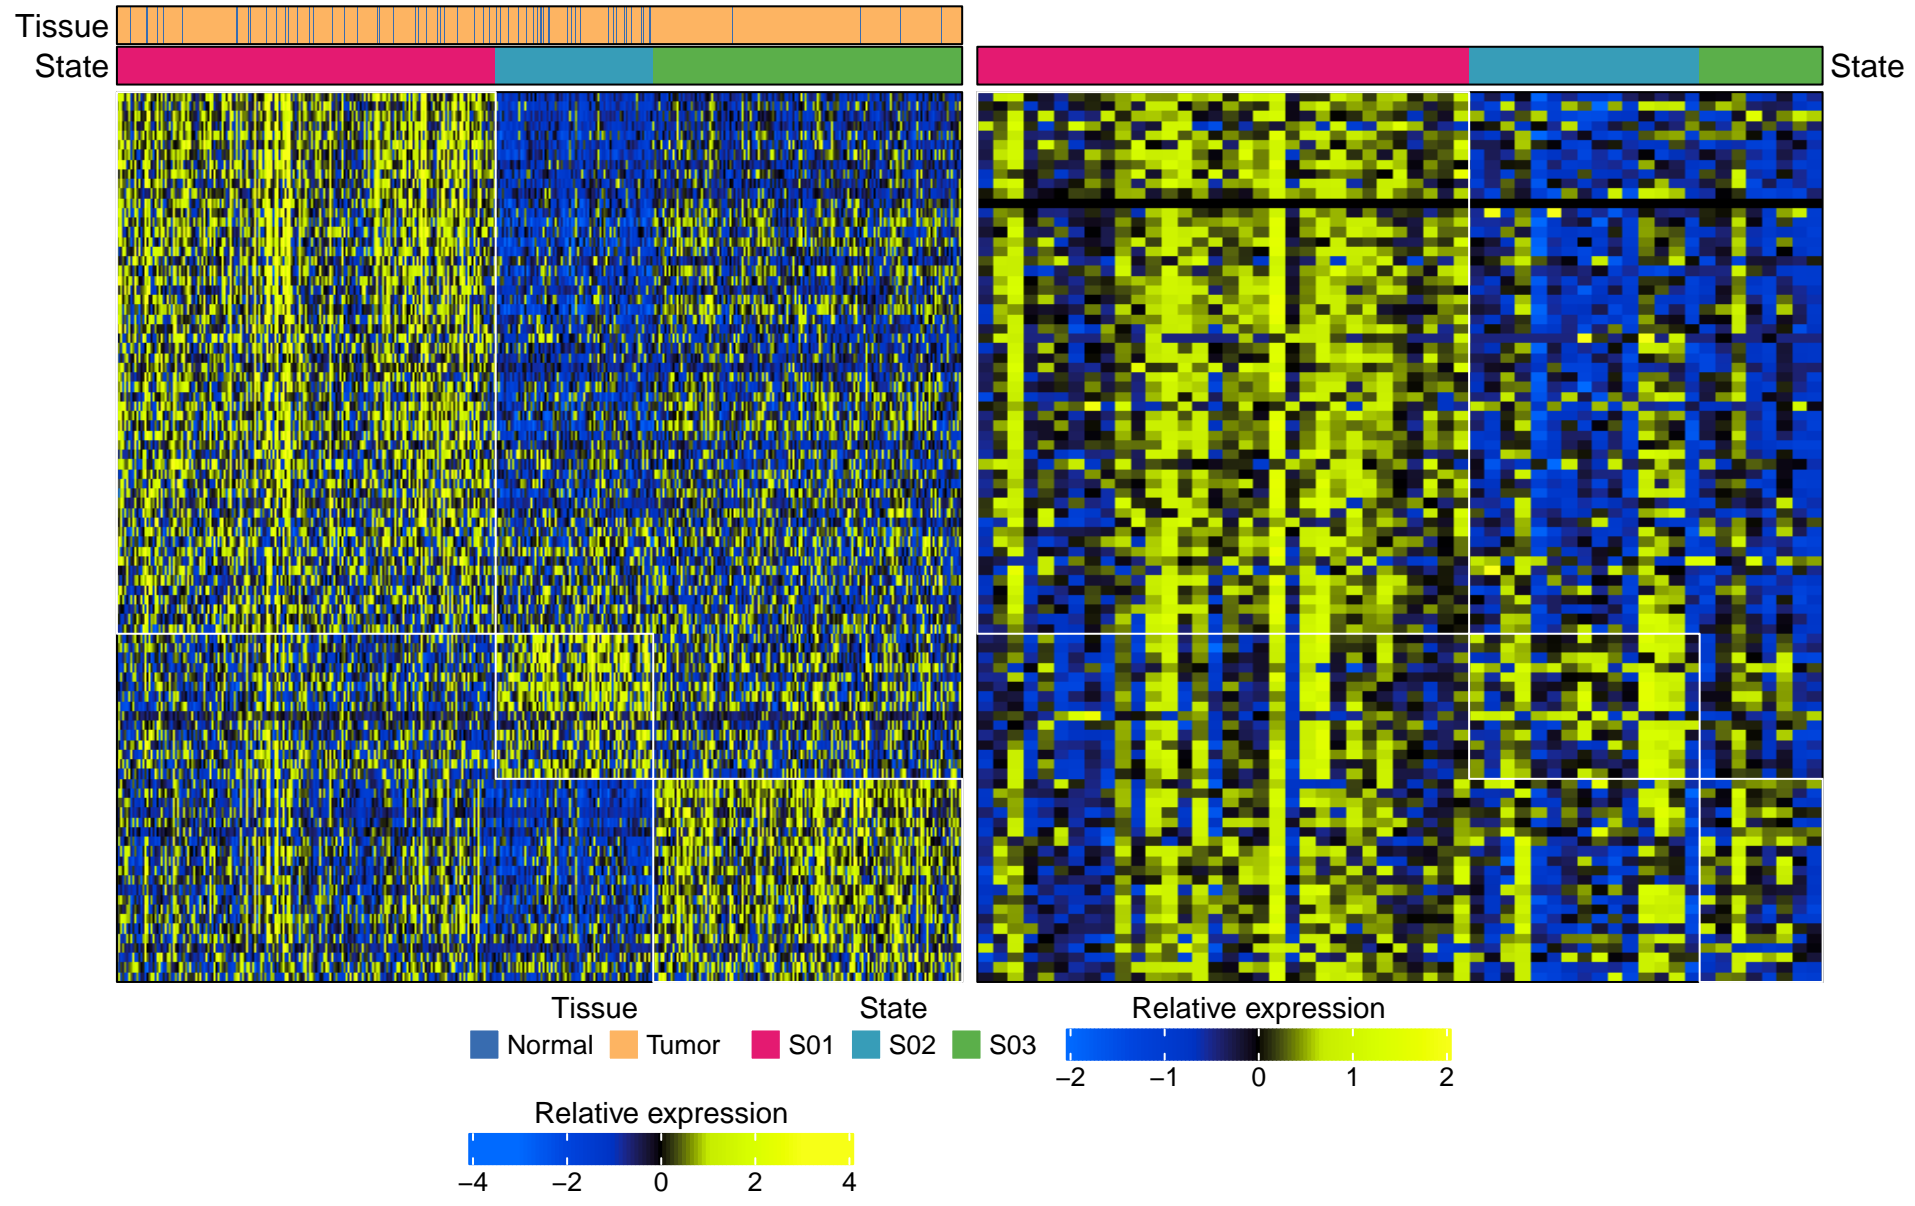 Tissue
State
State
Tissue
Normal Tumor
State
S01 S02 S03
Relative expression
−2 −1 0 1 2
Relative expression
−4 −2 0 2 4